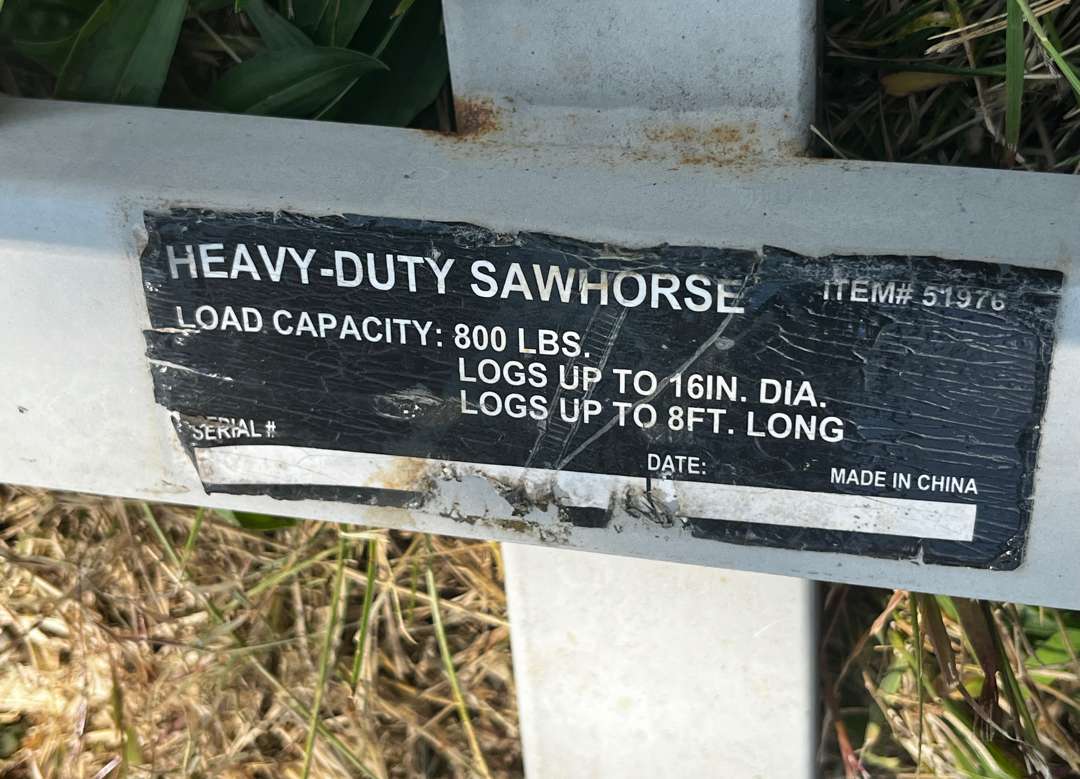 HEAVY-DUTY SAWHORSE ITEM# 51976
LOAD CAPACITY: 800 LBS.
LOGS UP TO 16IN. DIA.
LOGS UP TO 8FT. LONG
SERIAL # DATE: MADE IN CHINA